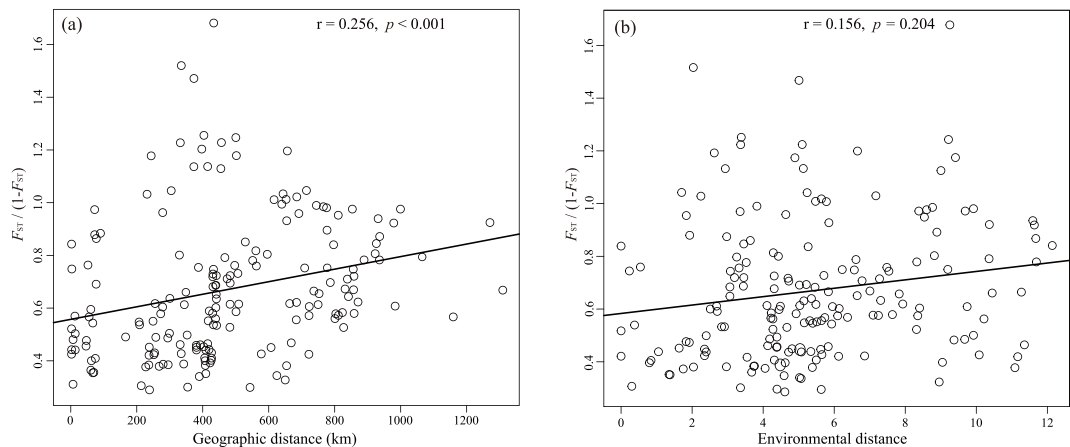 (a)
r = 0.256, p < 0.001
1.6
1.4
1.2
1.0
0.8
0.6
0.4
FST / (1-FST)
0 200 400 600 800 1000 1200
Geographic distance (km)
(b)
r = 0.156, p = 0.204
1.6
1.4
1.2
1.0
0.8
0.6
0.4
FST / (1-FST)
0 2 4 6 8 10 12
Environmental distance